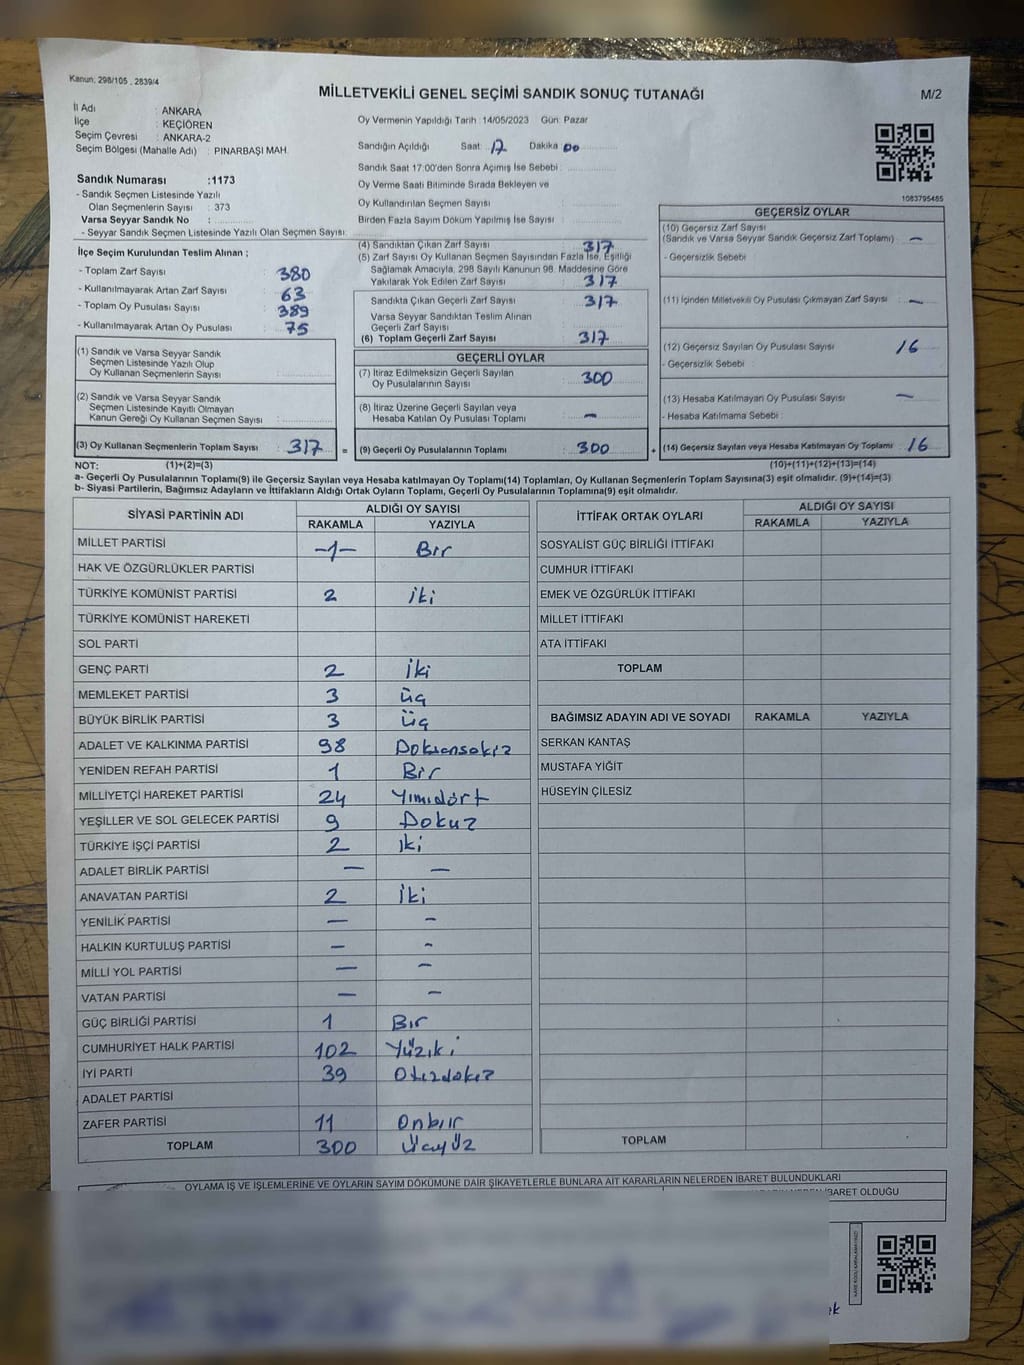 Kanun: 298/105 , 2839/4
MİLLETVEKİLİ GENEL SEÇİMİ SANDIK SONUÇ TUTANAĞI
M/2
İl Adı : ANKARA
İlçe : KEÇİÖREN
Seçim Çevresi : ANKARA-2
Seçim Bölgesi (Mahalle Adı) : PINARBAŞI MAH.
Sandık Numarası :1173
- Sandık Seçmen Listesinde Yazılı
Olan Seçmenlerin Sayısı : 373
Varsa Seyyar Sandık No :
- Seyyar Sandık Seçmen Listesinde Yazılı Olan Seçmen Sayısı:
Oy Vermenin Yapıldığı Tarih :14/05/2023 Gün: Pazar
Sandığın Açıldığı Saat: 17 Dakika 00
Sandık Saat 17:00'den Sonra Açımış İse Sebebi :
Oy Verme Saati Bitiminde Sırada Bekleyen ve
Oy Kullandırılan Seçmen Sayısı :
Birden Fazla Sayım Döküm Yapılmış İse Sayısı :
1083795485
İlçe Seçim Kurulundan Teslim Alınan ;
- Toplam Zarf Sayısı : 380
- Kullanılmayarak Artan Zarf Sayısı : 63
- Toplam Oy Pusulası Sayısı : 389
- Kullanılmayarak Artan Oy Pusulası : 75
(4) Sandıktan Çıkan Zarf Sayısı : 317
(5) Zarf Sayısı Oy Kullanan Seçmen Sayısından Fazla İse, Eşitliği
Sağlamak Amacıyla, 298 Sayılı Kanunun 98. Maddesine Göre
Yakılarak Yok Edilen Zarf Sayısı : 317
Sandıkta Çıkan Geçerli Zarf Sayısı : 317
Varsa Seyyar Sandıktan Teslim Alınan
Geçerli Zarf Sayısı :
(6) Toplam Geçerli Zarf Sayısı : 317
GEÇERSİZ OYLAR
(10) Geçersiz Zarf Sayısı
(Sandık ve Varsa Seyyar Sandık Geçersiz Zarf Toplamı) : —
- Geçersizlik Sebebi
(11) İçinden Milletvekili Oy Pusulası Çıkmayan Zarf Sayısı : —
(12) Geçersiz Sayılan Oy Pusulası Sayısı : 16
- Geçersizlik Sebebi :
(13) Hesaba Katılmayan Oy Pusulası Sayısı : —
- Hesaba Katılmama Sebebi :
(14) Geçersiz Sayılan veya Hesaba Katılmayan Oy Toplamı : 16
(10)+(11)+(12)+(13)=(14)
(1) Sandık ve Varsa Seyyar Sandık
Seçmen Listesinde Yazılı Olup
Oy Kullanan Seçmenlerin Sayısı :
(2) Sandık ve Varsa Seyyar Sandık
Seçmen Listesinde Kayıtlı Olmayan
Kanun Gereği Oy Kullanan Seçmen Sayısı :
(3) Oy Kullanan Seçmenlerin Toplam Sayısı : 317 =
GEÇERLİ OYLAR
(7) İtiraz Edilmeksizin Geçerli Sayılan
Oy Pusulalarının Sayısı : 300
(8) İtiraz Üzerine Geçerli Sayılan veya
Hesaba Katılan Oy Pusulası Toplamı : —
(9) Geçerli Oy Pusulalarının Toplamı : 300 +
NOT: (1)+(2)=(3)
a- Geçerli Oy Pusulalarının Toplamı(9) ile Geçersiz Sayılan veya Hesaba katılmayan Oy Toplamı(14) Toplamları, Oy Kullanan Seçmenlerin Toplam Sayısına(3) eşit olmalıdır. (9)+(14)=(3)
b- Siyasi Partilerin, Bağımsız Adayların ve İttifakların Aldığı Ortak Oyların Toplamı, Geçerli Oy Pusulalarının Toplamına(9) eşit olmalıdır.
SİYASİ PARTİNİN ADI ALDIĞI OY SAYISI
RAKAMLA YAZIYLA
MİLLET PARTİSİ -1- Bir
HAK VE ÖZGÜRLÜKLER PARTİSİ
TÜRKİYE KOMÜNİST PARTİSİ 2 iki
TÜRKİYE KOMÜNİST HAREKETİ
SOL PARTİ
GENÇ PARTİ 2 iki
MEMLEKET PARTİSİ 3 üç
BÜYÜK BİRLİK PARTİSİ 3 üç
ADALET VE KALKINMA PARTİSİ 98 Doksansekiz
YENİDEN REFAH PARTİSİ 1 Bir
MİLLİYETÇİ HAREKET PARTİSİ 24 Yimidört
YEŞİLLER VE SOL GELECEK PARTİSİ 9 Dokuz
TÜRKİYE İŞÇİ PARTİSİ 2 iki
ADALET BİRLİK PARTİSİ — —
ANAVATAN PARTİSİ 2 iki
YENİLİK PARTİSİ — -
HALKIN KURTULUŞ PARTİSİ — -
MİLLİ YOL PARTİSİ — -
VATAN PARTİSİ — -
GÜÇ BİRLİĞİ PARTİSİ 1 Bir
CUMHURİYET HALK PARTİSİ 102 Yüziki
İYİ PARTİ 39 Otuzdokuz
ADALET PARTİSİ
ZAFER PARTİSİ 11 Onbiir
TOPLAM 300 ÜçyÜz
İTTİFAK ORTAK OYLARI ALDIĞI OY SAYISI
RAKAMLA YAZIYLA
SOSYALİST GÜÇ BİRLİĞİ İTTİFAKI
CUMHUR İTTİFAKI
EMEK VE ÖZGÜRLÜK İTTİFAKI
MİLLET İTTİFAKI
ATA İTTİFAKI
TOPLAM
BAĞIMSIZ ADAYIN ADI VE SOYADI RAKAMLA YAZIYLA
SERKAN KANTAŞ
MUSTAFA YİĞİT
HÜSEYİN ÇİLESİZ
TOPLAM
OYLAMA İŞ VE İŞLEMLERİNE VE OYLARIN SAYIM DÖKÜMÜNE DAİR ŞİKAYETLERLE BUNLARA AİT KARARLARIN NELERDEN İBARET BULUNDUKLARI
İBARET OLDUĞU